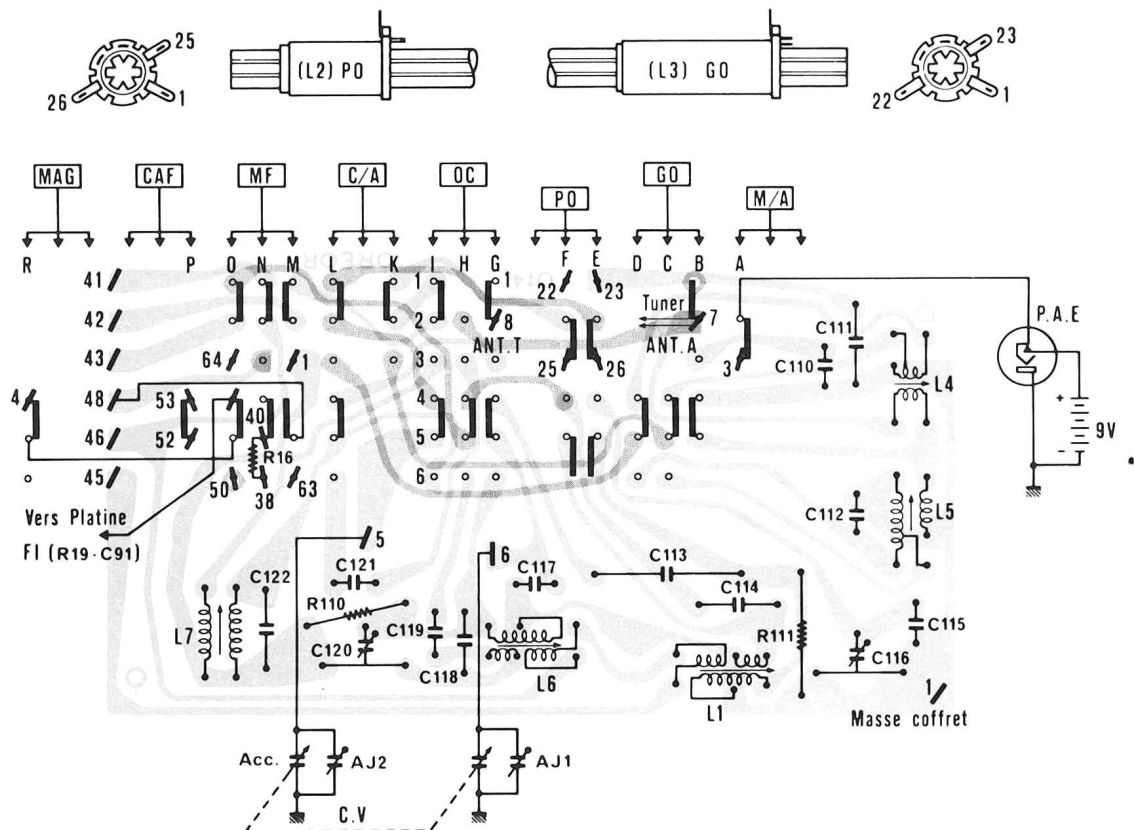 25
26
1
(L2) PO
(L3) GO
23
22
1
MAG
CAF
MF
C/A
OC
PO
GO
M/A
R P O N M L K I H G F E D C B A
41
42
43
48
46
45
64
1
1
2
3
4
5
6
8
ANT.T
22
23
25
26
Tuner
7
ANT.A
3
4
53
52
40
R16
50
38
63
C111
C110
L4
P.A.E
+
9V
-
C112
L5
Vers Platine
FI (R19-C91)
5
6
L7
C122
C121
R110
C120
C119
C118
C117
L6
C113
C114
L1
R111
C116
C115
1
Masse coffret
Acc.
AJ2
AJ1
C.V